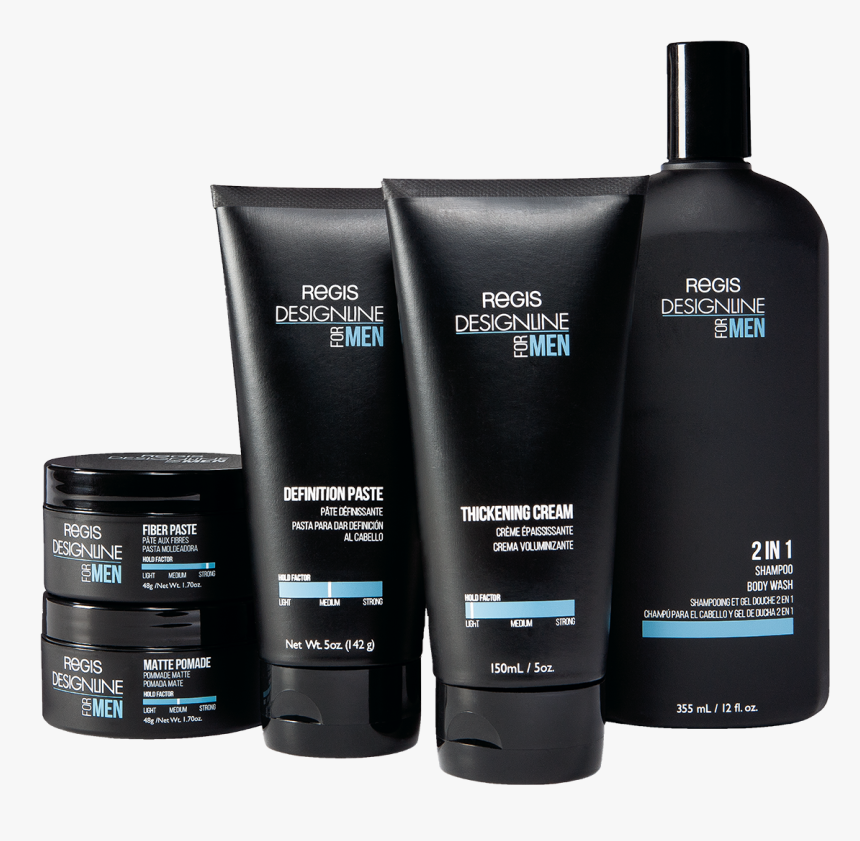 REGIS
DESIGNLINE
FOR MEN
FIBER PASTE
PÂTE AUX FIBRES
PASTA MOLDEADORA
HOLD FACTOR
LIGHT MEDIUM STRONG
48g /Net Wt. 1.70oz.
REGIS
DESIGNLINE
FOR MEN
MATTE POMADE
POMMADE MATTE
POMADA MATE
HOLD FACTOR
LIGHT MEDIUM STRONG
48g /Net Wt. 1.70oz.
REGIS
DESIGNLINE
FOR MEN
DEFINITION PASTE
PÂTE DÉFINISSANTE
PASTA PARA DAR DEFINICIÓN
AL CABELLO
HOLD FACTOR
LIGHT MEDIUM STRONG
Net Wt. 5oz. (142 g)
REGIS
DESIGNLINE
FOR MEN
THICKENING CREAM
CRÈME ÉPAISSISSANTE
CREMA VOLUMINIZANTE
HOLD FACTOR
LIGHT MEDIUM STRONG
150mL / 5oz.
REGIS
DESIGNLINE
FOR MEN
2 IN 1
SHAMPOO
BODY WASH
SHAMPOOING ET GEL DOUCHE 2 EN 1
CHAMPÚ PARA EL CABELLO Y GEL DE DUCHA 2 EN 1
355 mL / 12 fl. oz.